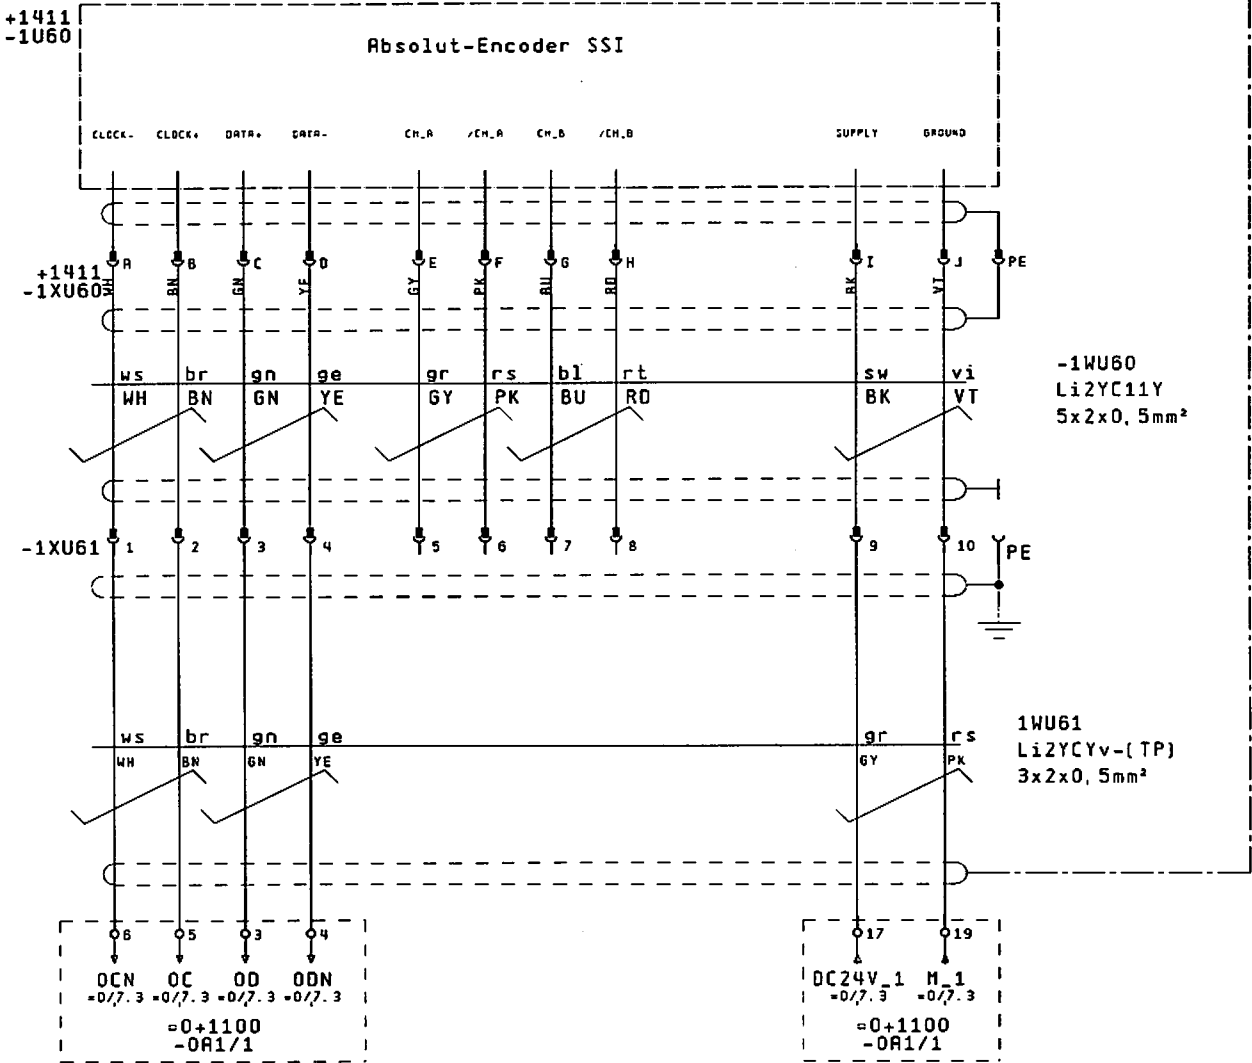 +1411
-1U60
Absolut-Encoder SSI
CLOCK- CLOCK+ DATA+ DATA- CH_A /CH_A CH_B /CH_B SUPPLY GROUND
A B C D E F G H I J PE
+1411
-1XU60
WH BN GN YE GY PK BU RD BK VT
ws br gn ge gr rs bl rt sw vi
WH BN GN YE GY PK BU RD BK VT
-1WU60
Li2YC11Y
5x2x0,5mm²
-1XU61 1 2 3 4 5 6 7 8 9 10 PE
1WU61
Li2YCYv-(TP)
3x2x0,5mm²
ws br gn ge gr rs
WH BN GN YE GY PK
6 5 3 4 17 19
OCN OC OD ODN DC24V_1 M_1
=0/7.3 =0/7.3 =0/7.3 =0/7.3 =0/7.3 =0/7.3
=0+1100 =0+1100
-0A1/1 -0A1/1